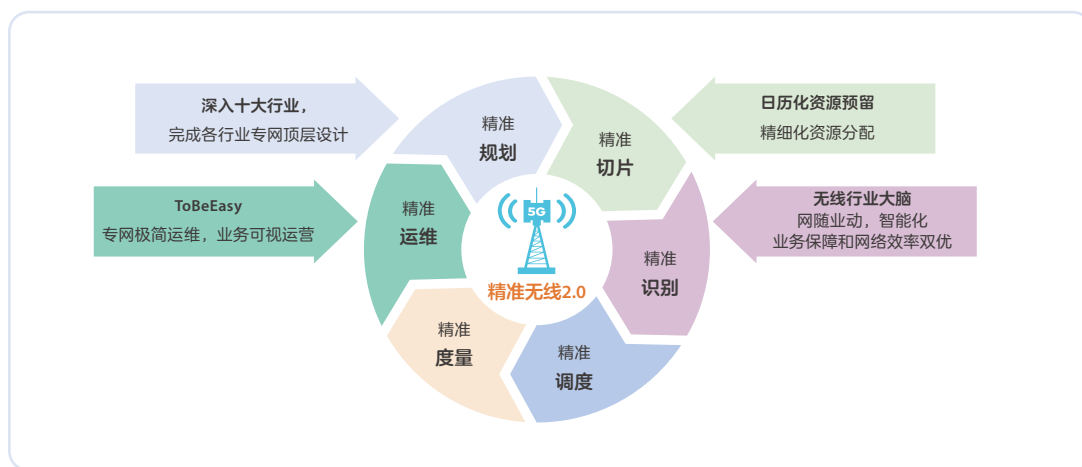 深入十大行业，
完成各行业专网顶层设计
日历化资源预留
精细化资源分配
ToBeEasy
专网极简运维，业务可视运营
无线行业大脑
网随业动，智能化
业务保障和网络效率双优
精准
规划
精准
切片
精准
识别
精准
调度
精准
度量
精准
运维
5G
精准无线2.0